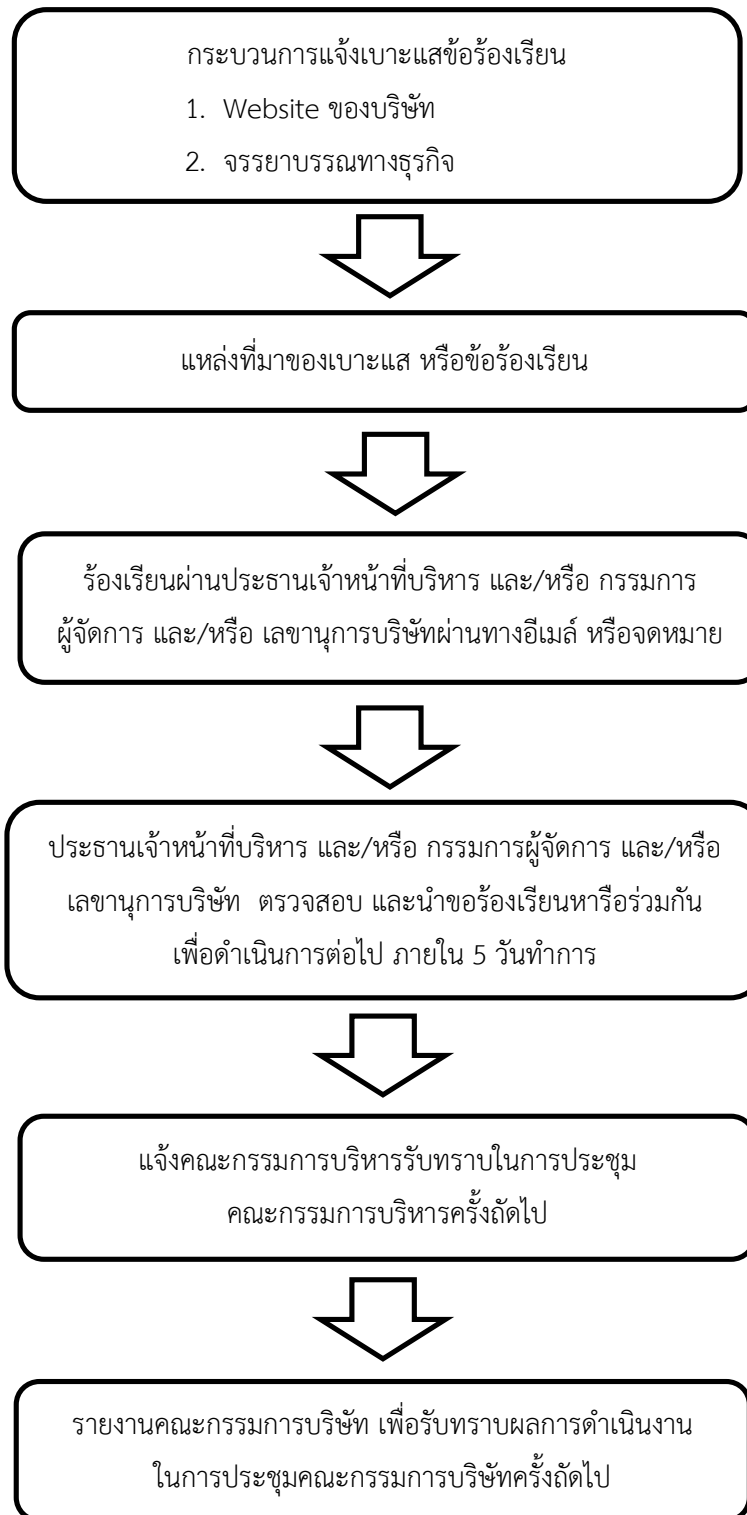 กระบวนการแจ้งเบาะแสข้อร้องเรียน
1. Website ของบริษัท
2. จรรยาบรรณทางธุรกิจ
แหล่งที่มาของเบาะแส หรือข้อร้องเรียน
ร้องเรียนผ่านประธานเจ้าหน้าที่บริหาร และ/หรือ กรรมการ
ผู้จัดการ และ/หรือ เลขานุการบริษัทผ่านทางอีเมล์ หรือจดหมาย
ประธานเจ้าหน้าที่บริหาร และ/หรือ กรรมการผู้จัดการ และ/หรือ
เลขานุการบริษัท ตรวจสอบ และนำขอร้องเรียนหารือร่วมกัน
เพื่อดำเนินการต่อไป ภายใน 5 วันทำการ
แจ้งคณะกรรมการบริหารรับทราบในการประชุม
คณะกรรมการบริหารครั้งถัดไป
รายงานคณะกรรมการบริษัท เพื่อรับทราบผลการดำเนินงาน
ในการประชุมคณะกรรมการบริษัทครั้งถัดไป